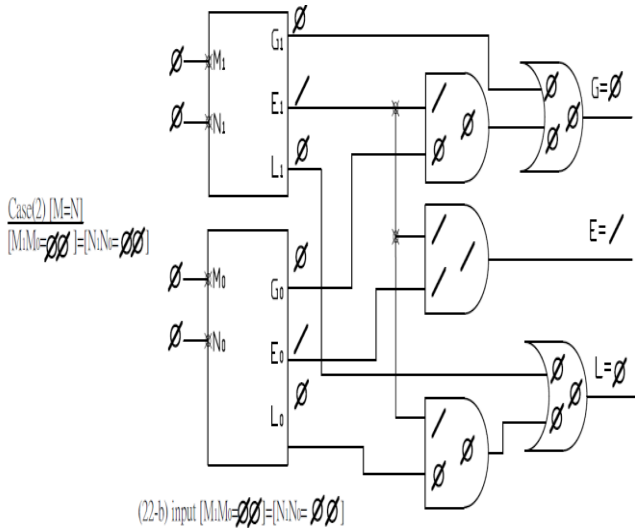 Ø
G₁
Ø M₁
G=Ø
/
E₁
/
Ø
Ø
Ø
Ø
Ø N₁
Ø
Ø
L₁
Case(2) [M=N]
[M₁M₀=ØØ]=[N₁N₀=ØØ]
/
/
/
E=/
Ø
Ø M₀
G₀
Ø N₀
/
E₀
Ø
L=Ø
Ø
Ø
Ø
L₀
/
Ø
Ø
(22-b) input [M₁M₀=ØØ]=[N₁N₀= ØØ]